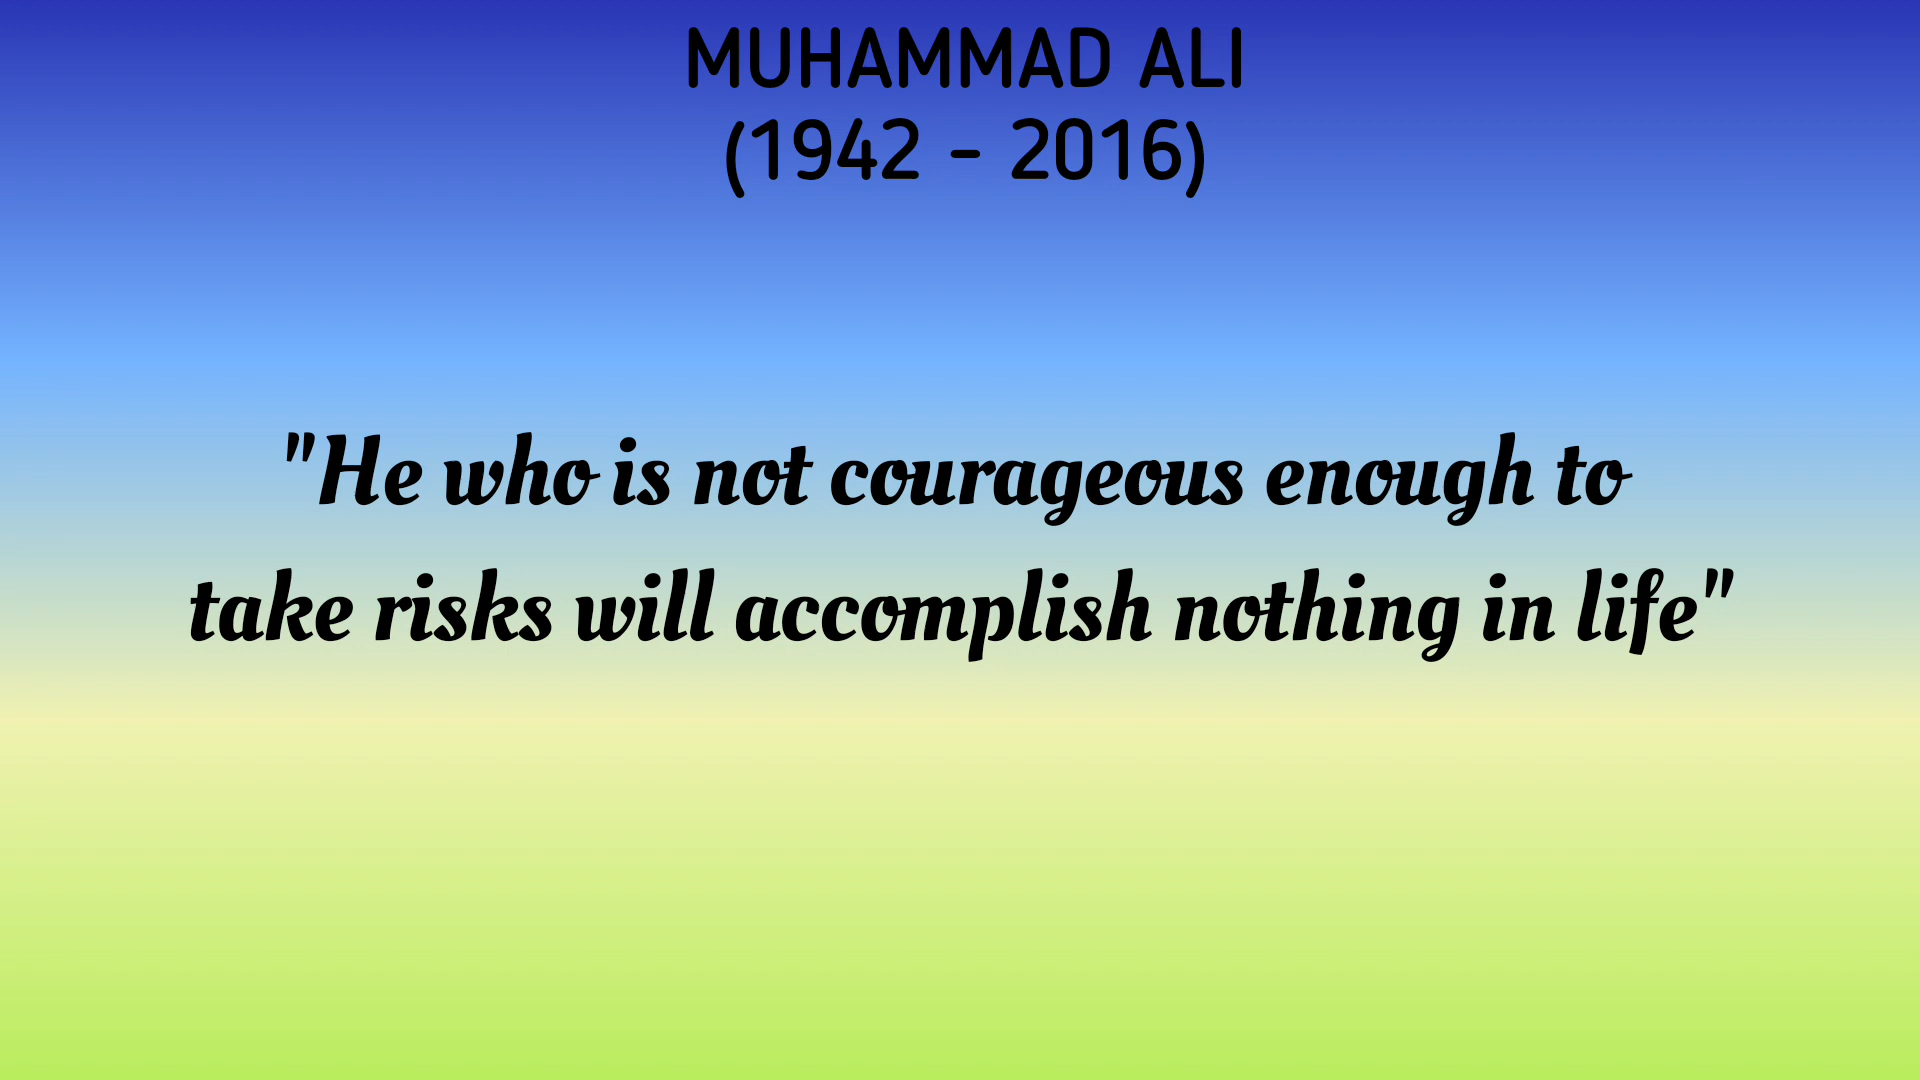 MUHAMMAD ALI
(1942 - 2016)
"He who is not courageous enough to
take risks will accomplish nothing in life"